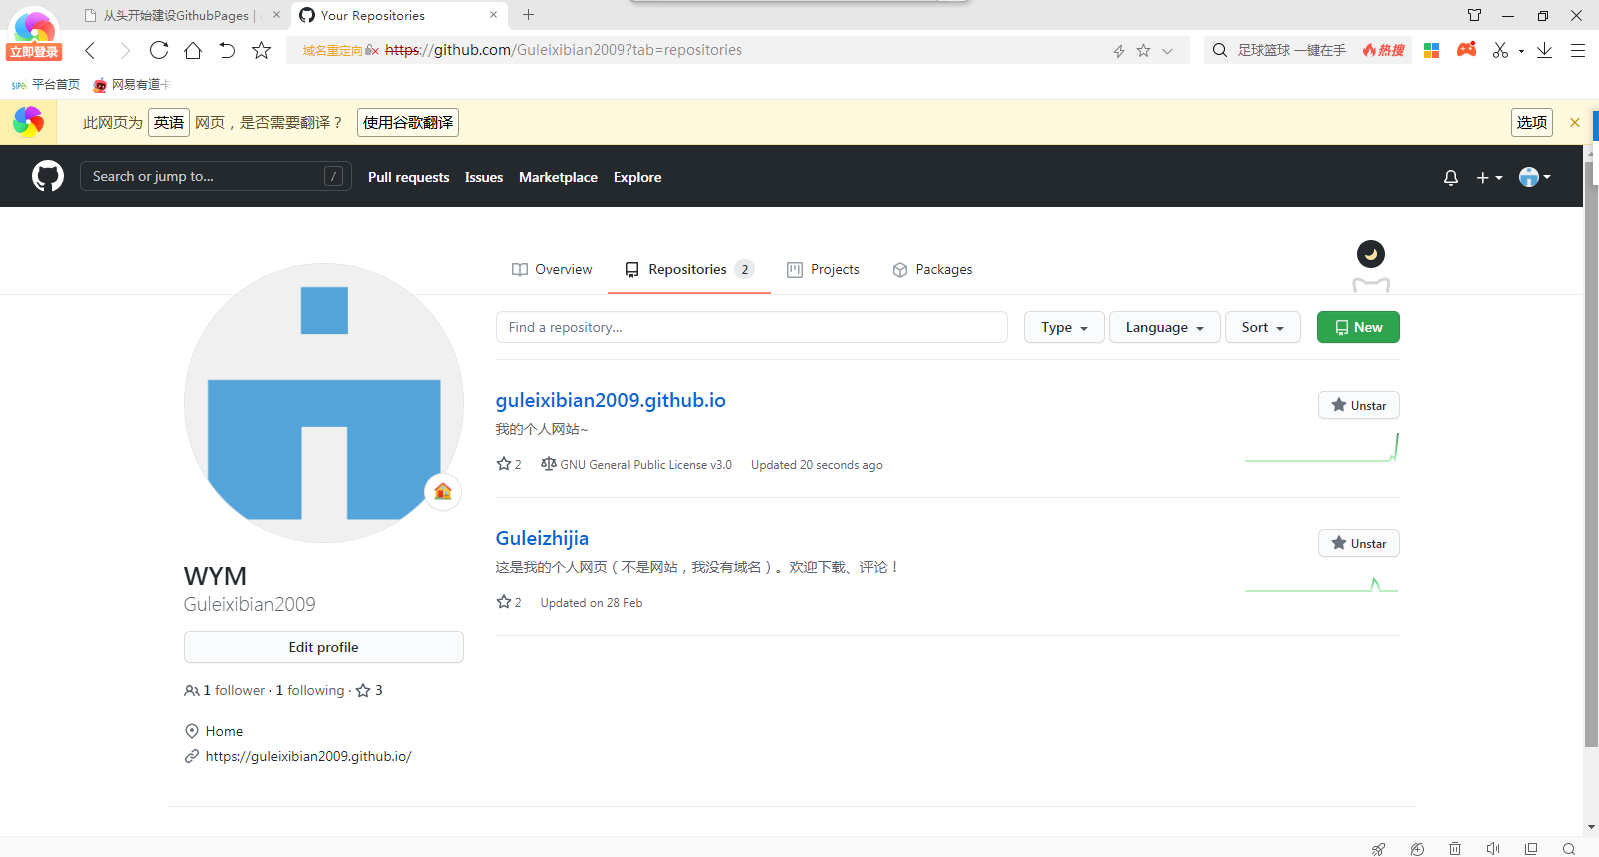 从头开始建设GithubPages |
Your Repositories
立即登录
域名重定向 https://github.com/Guleixibian2009?tab=repositories
足球篮球 一键在手
热搜
平台首页
网易有道卡
此网页为 英语 网页，是否需要翻译？ 使用谷歌翻译
选项
Search or jump to...
/
Pull requests
Issues
Marketplace
Explore
Overview
Repositories 2
Projects
Packages
Find a repository...
Type
Language
Sort
New
guleixibian2009.github.io
Unstar
我的个人网站~
2 GNU General Public License v3.0 Updated 20 seconds ago
Guleizhijia
Unstar
这是我的个人网页（不是网站，我没有域名）。欢迎下载、评论！
2 Updated on 28 Feb
WYM
Guleixibian2009
Edit profile
1 follower · 1 following · 3
Home
https://guleixibian2009.github.io/